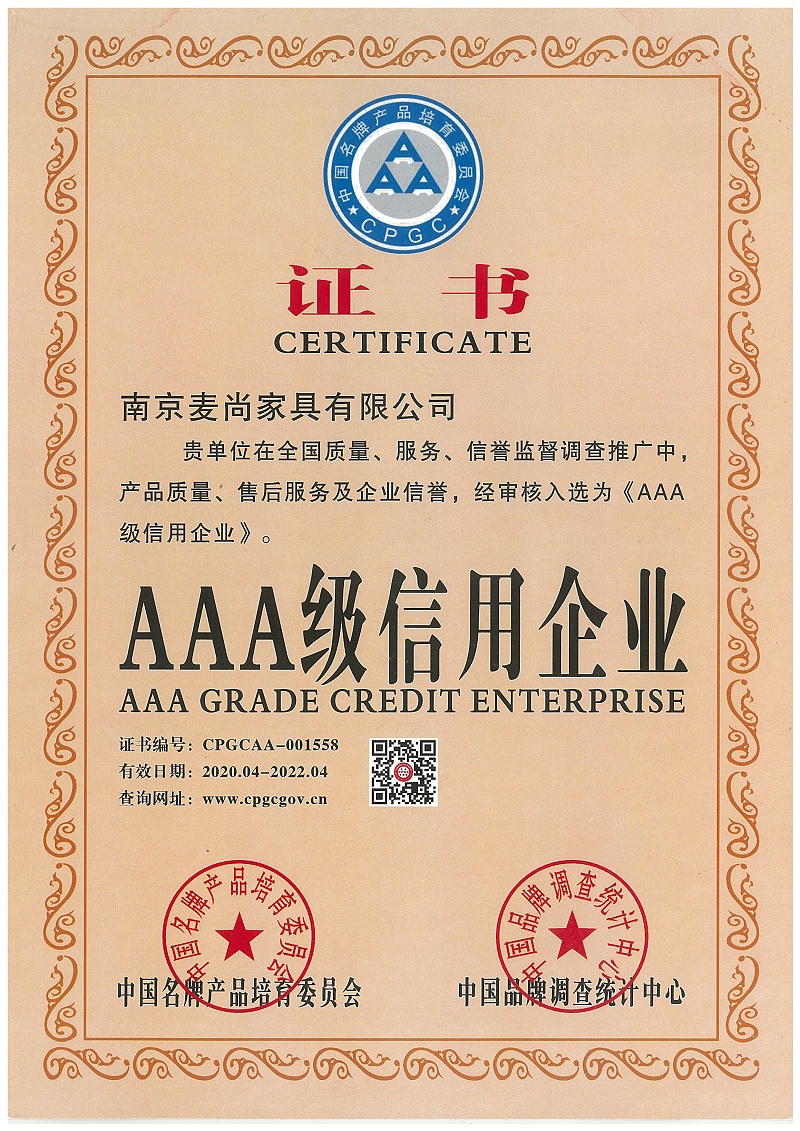 中国名牌产品培育委员会
AAA
CPGC
证 书
CERTIFICATE
南京麦尚家具有限公司
贵单位在全国质量、服务、信誉监督调查推广中，
产品质量、售后服务及企业信誉，经审核入选为《AAA
级信用企业》。
AAA级信用企业
AAA GRADE CREDIT ENTERPRISE
证书编号：CPGCAA-001558
有效日期：2020.04-2022.04
查询网址：www.cpgcgov.cn
中国名牌产品培育委员会
中国品牌调查统计中心
中国名牌产品培育委员会
中国品牌调查统计中心